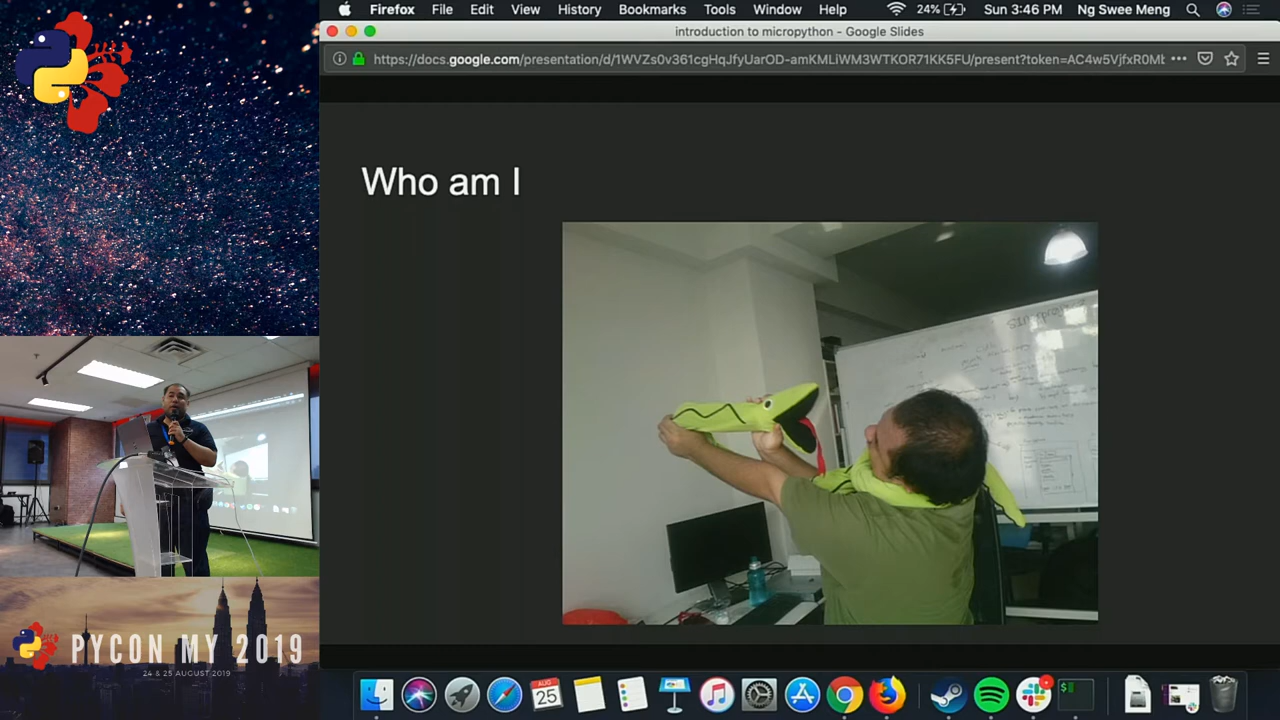 Firefox File Edit View History Bookmarks Tools Window Help 24% Sun 3:46 PM Ng Swee Meng
introduction to micropython - Google Slides
https://docs.google.com/presentation/d/1WVZs0v361cgHqJfyUarOD-amKMLiWM3WTKOR71KK5FU/present?token=AC4w5VjfxR0Mb
Who am I
PYCON MY 2019
24 & 25 AUGUST 2019
AUG
25